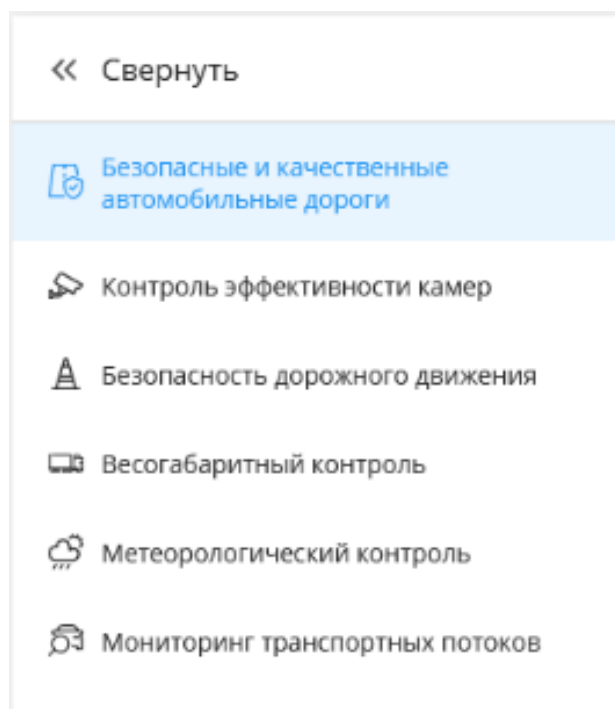 Свернуть
Безопасные и качественные
автомобильные дороги
Контроль эффективности камер
Безопасность дорожного движения
Весогабаритный контроль
Метеорологический контроль
Мониторинг транспортных потоков